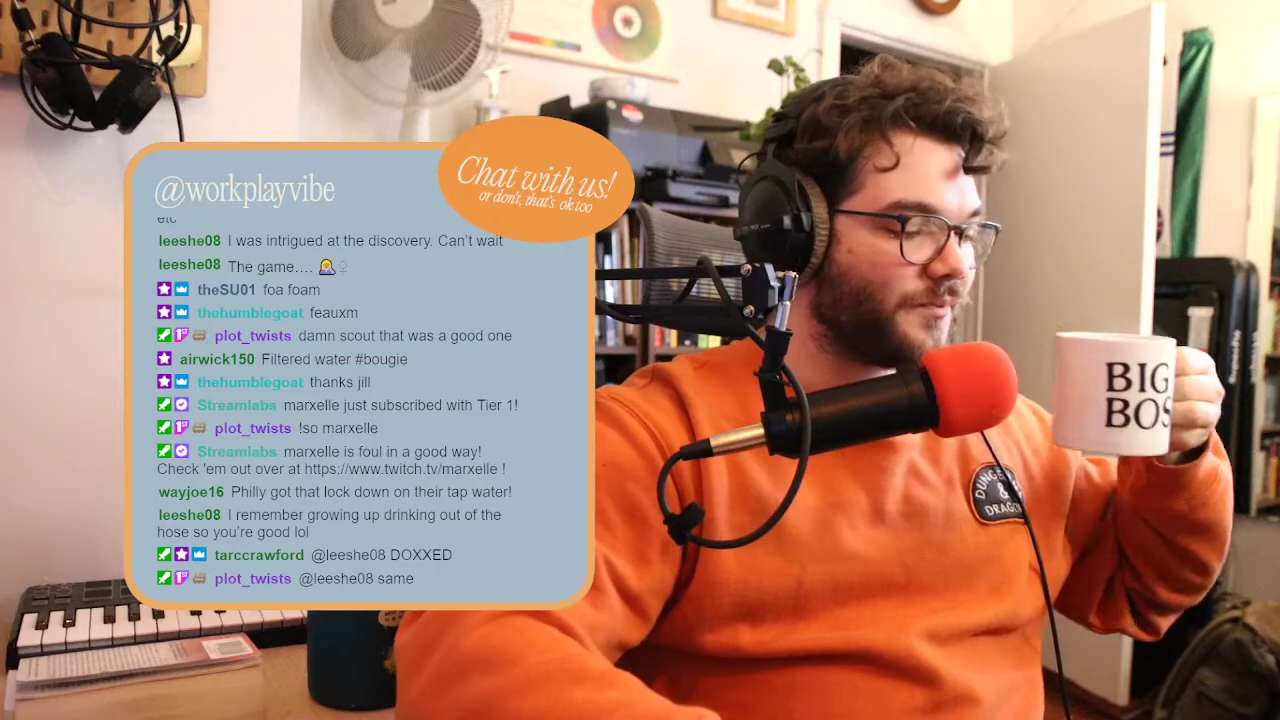 @workplayvibe
Chat with us!
or don't, that's ok too
etc
leeshe08 I was intrigued at the discovery. Can't wait
leeshe08 The game....
theSU01 foa foam
thehumblegoat feauxm
plot_twists damn scout that was a good one
airwick150 Filtered water #bougie
thehumblegoat thanks jill
Streamlabs marxelle just subscribed with Tier 1!
plot_twists !so marxelle
Streamlabs marxelle is foul in a good way!
Check 'em out over at https://www.twitch.tv/marxelle !
wayjoe16 Philly got that lock down on their tap water!
leeshe08 I remember growing up drinking out of the
hose so you're good lol
tarccrawford @leeshe08 DOXXED
plot_twists @leeshe08 same
BIG
BOS
DUNGEO
&
DRAGON